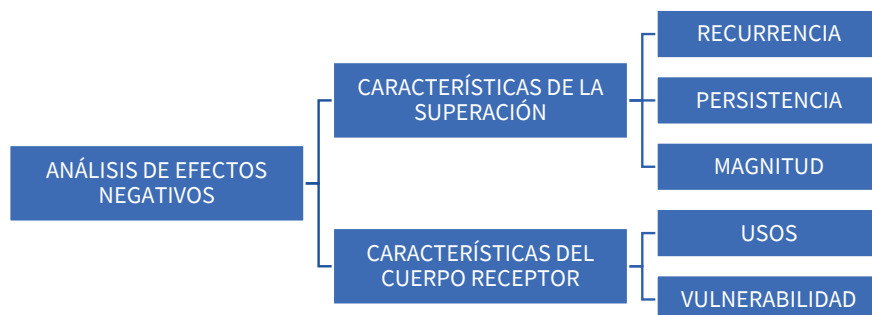 ANÁLISIS DE EFECTOS
NEGATIVOS
CARACTERÍSTICAS DE LA
SUPERACIÓN
RECURRENCIA
PERSISTENCIA
MAGNITUD
CARACTERÍSTICAS DEL
CUERPO RECEPTOR
USOS
VULNERABILIDAD